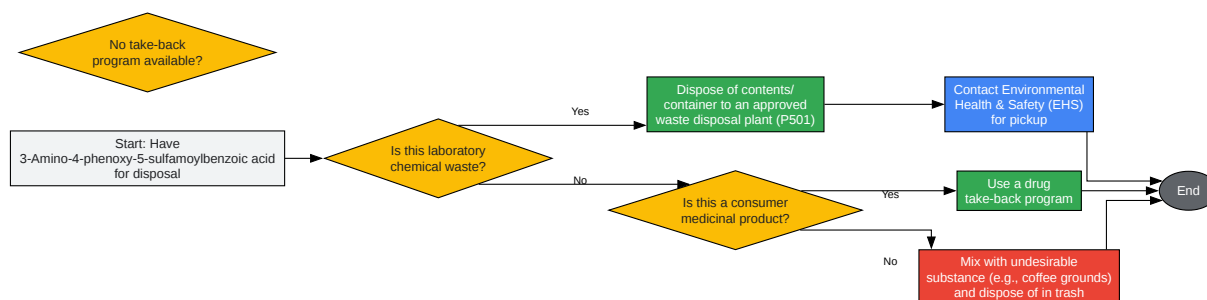 No take-back
program available?
Start: Have
3-Amino-4-phenoxy-5-sulfamoylbenzoic acid
for disposal
Is this laboratory
chemical waste?
Yes
Dispose of contents/
container to an approved
waste disposal plant (P501)
Contact Environmental
Health & Safety (EHS)
for pickup
No
Is this a consumer
medicinal product?
Yes
Use a drug
take-back program
End
No
Mix with undesirable
substance (e.g., coffee grounds)
and dispose of in trash